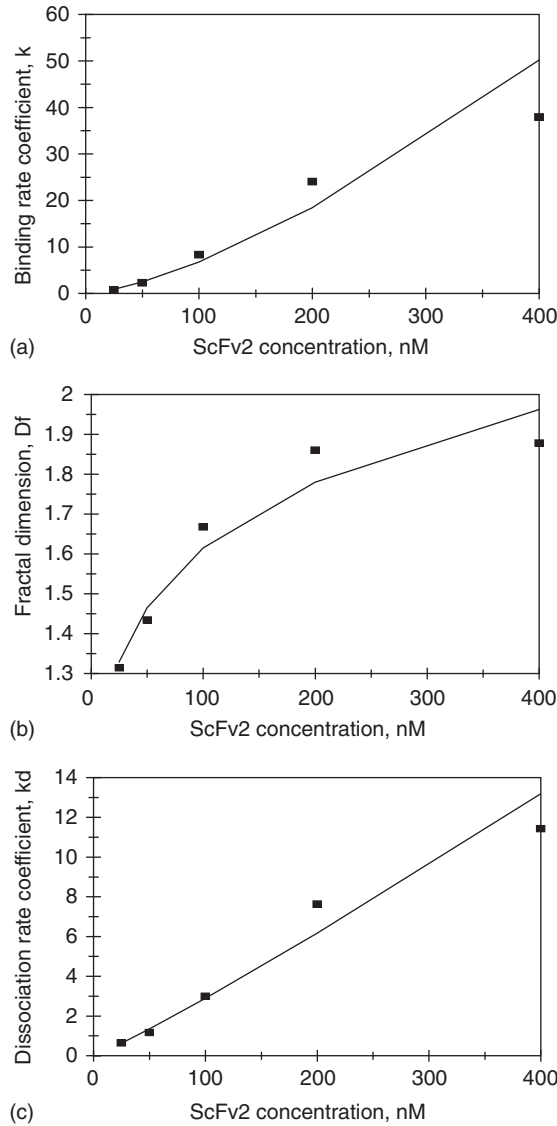 60
50
40
30
20
10
0
Binding rate coefficient, k
0 100 200 300 400
ScFv2 concentration, nM
(a)
2
1.9
1.8
1.7
1.6
1.5
1.4
1.3
Fractal dimension, Df
0 100 200 300 400
ScFv2 concentration, nM
(b)
14
12
10
8
6
4
2
0
Dissociation rate coefficient, kd
0 100 200 300 400
ScFv2 concentration, nM
(c)